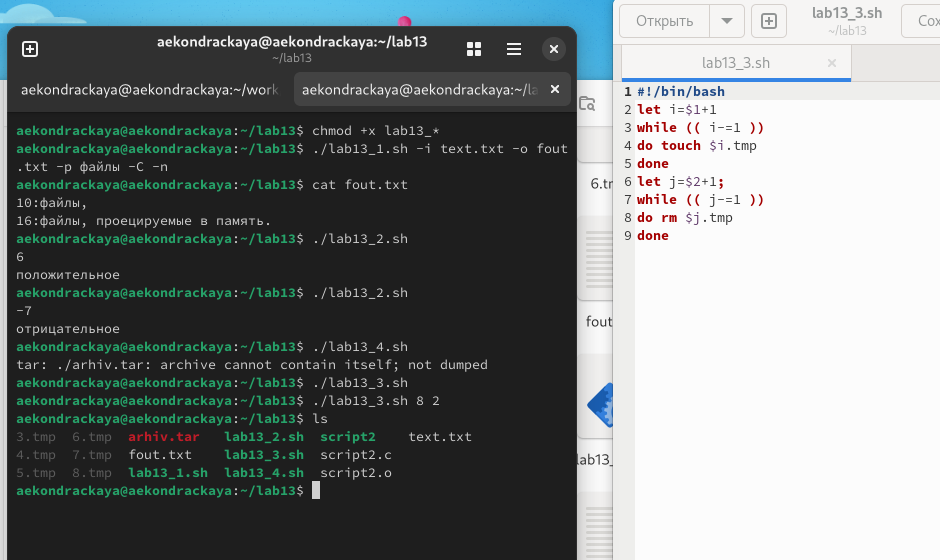 aekondrackaya@aekondrackaya:~/lab13
~/lab13
aekondrackaya@aekondrackaya:~/work
aekondrackaya@aekondrackaya:~/la
aekondrackaya@aekondrackaya:~/lab13$ chmod +x lab13_*
aekondrackaya@aekondrackaya:~/lab13$ ./lab13_1.sh -i text.txt -o fout
.txt -p файлы -C -n
aekondrackaya@aekondrackaya:~/lab13$ cat fout.txt
10:файлы,
16:файлы, проецируемые в память.
aekondrackaya@aekondrackaya:~/lab13$ ./lab13_2.sh
6
положительное
aekondrackaya@aekondrackaya:~/lab13$ ./lab13_2.sh
-7
отрицательное
aekondrackaya@aekondrackaya:~/lab13$ ./lab13_4.sh
tar: ./arhiv.tar: archive cannot contain itself; not dumped
aekondrackaya@aekondrackaya:~/lab13$ ./lab13_3.sh
aekondrackaya@aekondrackaya:~/lab13$ ./lab13_3.sh 8 2
aekondrackaya@aekondrackaya:~/lab13$ ls
3.tmp 6.tmp arhiv.tar lab13_2.sh script2 text.txt
4.tmp 7.tmp fout.txt lab13_3.sh script2.c
5.tmp 8.tmp lab13_1.sh lab13_4.sh script2.o
aekondrackaya@aekondrackaya:~/lab13$
6.tr
fout
lab13_
Открыть
lab13_3.sh
~/lab13
Сох
lab13_3.sh
1 #!/bin/bash
2 let i=$1+1
3 while (( i-=1 ))
4 do touch $i.tmp
5 done
6 let j=$2+1;
7 while (( j-=1 ))
8 do rm $j.tmp
9 done